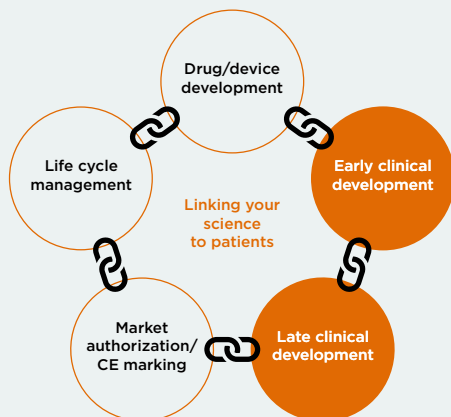 Drug/device
development
Early clinical
development
Late clinical
development
Market
authorization/
CE marking
Life cycle
management
Linking your
science
to patients